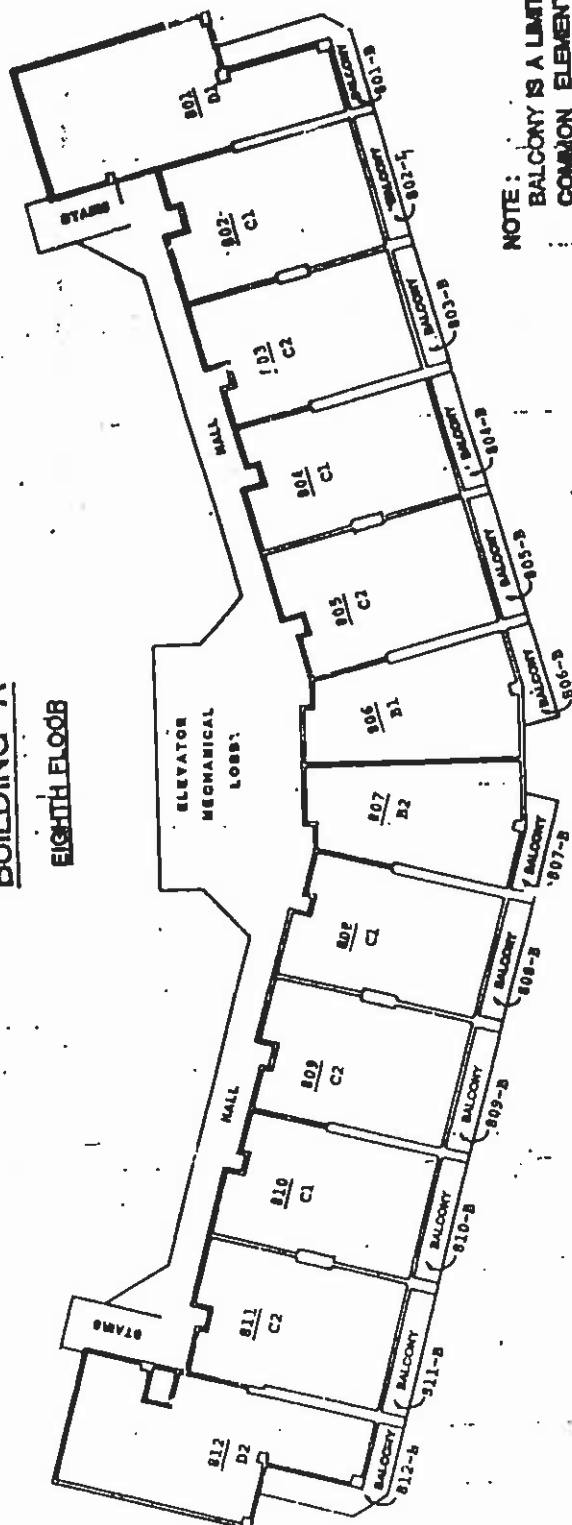 BUILDING "A"
EIGHTH FLOOR
ELEVATOR
MECHANICAL
LOBBY
STAIRS
HALL
HALL
STAIRS
812
D2
811
C2
810
C1
809
C2
808
C1
807
B2
806
B1
805
C2
804
C1
803
C2
802
C1
801
D1
BALCONY
812-B
BALCONY
811-B
BALCONY
810-B
BALCONY
809-B
BALCONY
808-B
BALCONY
807-B
BALCONY
806-B
BALCONY
805-B
BALCONY
804-B
BALCONY
803-B
BALCONY
802-
BALCONY
801-B
NOTE:
BALCONY IS A LIMIT
COMMON ELEMENT